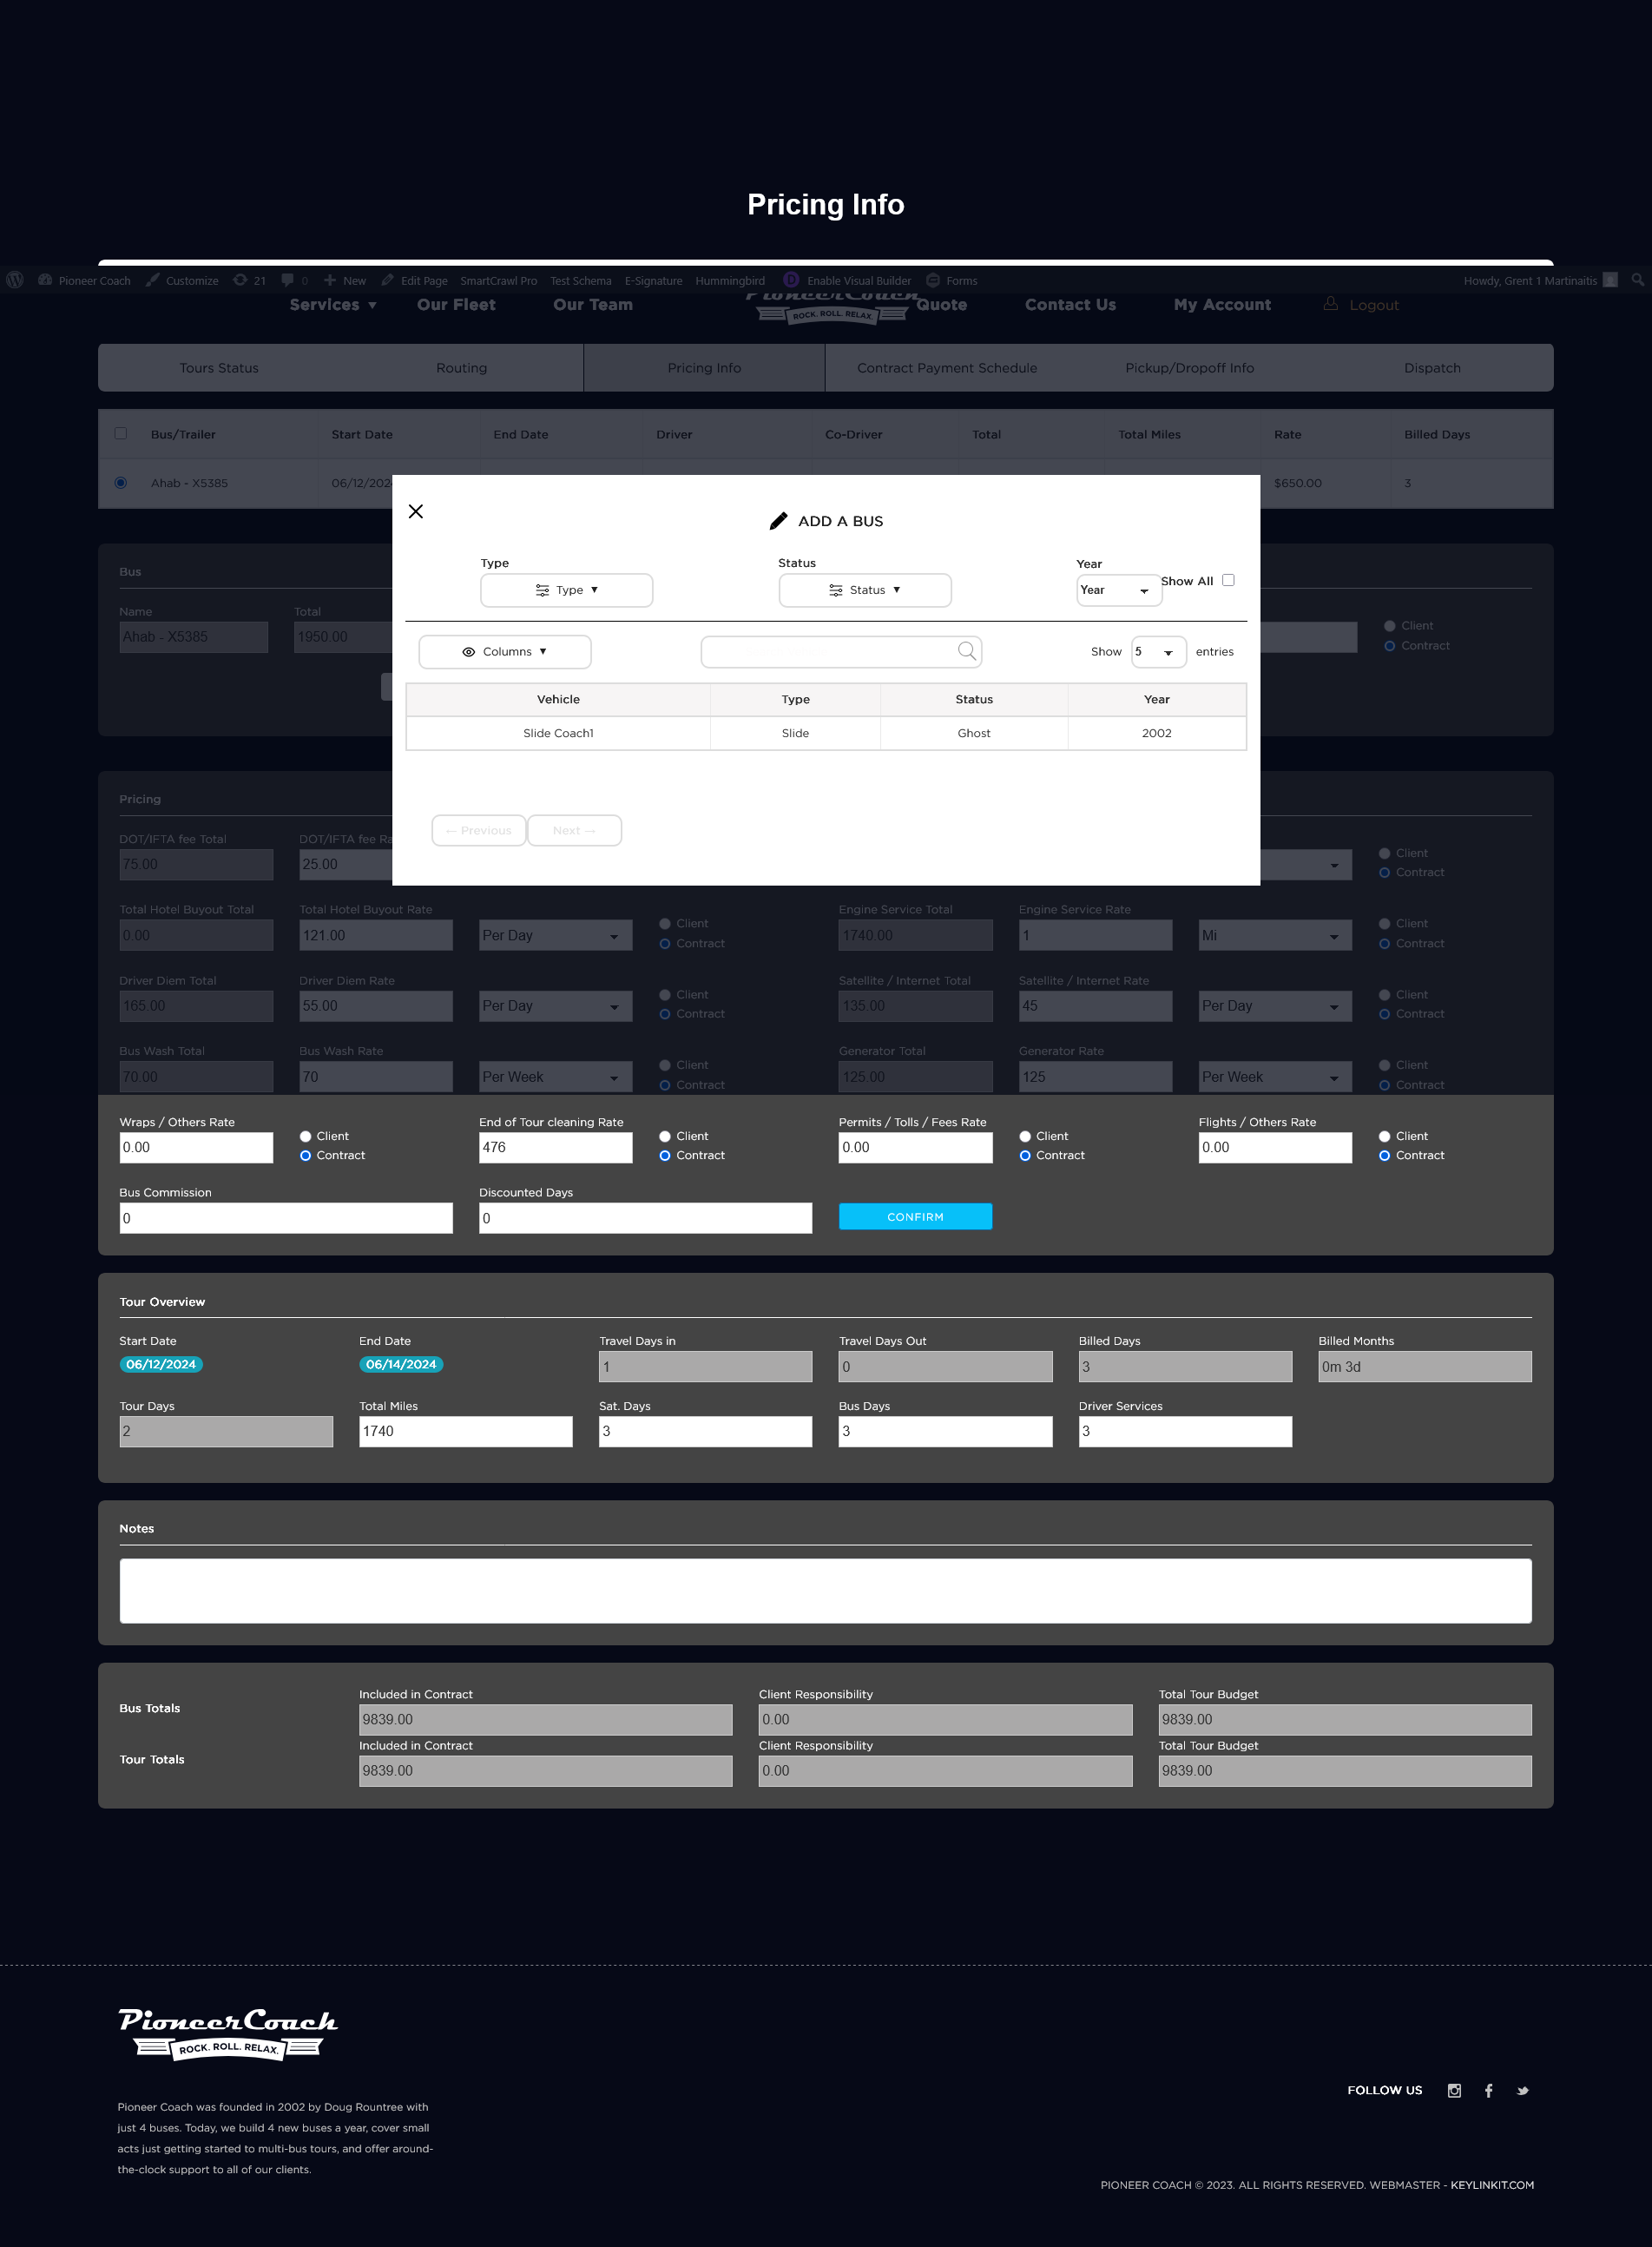 Pricing Info
Pioneer Coach Customize 21 0 New Edit Page SmartCrawl Pro Test Schema E-Signature Hummingbird Enable Visual Builder Forms Howdy, Grent 1 Martinaitis
Services Our Fleet Our Team PioneerCoach Quote Contact Us My Account Logout
ROCK. ROLL. RELAX.
Tours Status Routing Pricing Info Contract Payment Schedule Pickup/Dropoff Info Dispatch
Bus/Trailer Start Date End Date Driver Co-Driver Total Total Miles Rate Billed Days
Ahab - X5385 06/12/202 $650.00 3
ADD A BUS
Type Status Year
Type Status Year Show All
Columns Show 5 entries
Vehicle Type Status Year
Slide Coach1 Slide Ghost 2002
← Previous Next →
Bus
Name Total
Ahab - X5385 1950.00
Client
Contract
Pricing
DOT/IFTA fee Total DOT/IFTA fee Ra
75.00 25.00
Client
Contract
Total Hotel Buyout Total Total Hotel Buyout Rate Engine Service Total Engine Service Rate
0.00 121.00 Per Day Client Contract 1740.00 1 Mi Client Contract
Driver Diem Total Driver Diem Rate Satellite / Internet Total Satellite / Internet Rate
165.00 55.00 Per Day Client Contract 135.00 45 Per Day Client Contract
Bus Wash Total Bus Wash Rate Generator Total Generator Rate
70.00 70 Per Week Client Contract 125.00 125 Per Week Client Contract
Wraps / Others Rate End of Tour cleaning Rate Permits / Tolls / Fees Rate Flights / Others Rate
0.00 Client Contract 476 Client Contract 0.00 Client Contract 0.00 Client Contract
Bus Commission Discounted Days
0 0 CONFIRM
Tour Overview
Start Date End Date Travel Days in Travel Days Out Billed Days Billed Months
06/12/2024 06/14/2024 1 0 3 0m 3d
Tour Days Total Miles Sat. Days Bus Days Driver Services
2 1740 3 3 3
Notes
Included in Contract Client Responsibility Total Tour Budget
Bus Totals 9839.00 0.00 9839.00
Included in Contract Client Responsibility Total Tour Budget
Tour Totals 9839.00 0.00 9839.00
PioneerCoach
ROCK. ROLL. RELAX.
Pioneer Coach was founded in 2002 by Doug Rountree with
just 4 buses. Today, we build 4 new buses a year, cover small
acts just getting started to multi-bus tours, and offer around-
the-clock support to all of our clients.
FOLLOW US
PIONEER COACH © 2023. ALL RIGHTS RESERVED. WEBMASTER - KEYLINKIT.COM